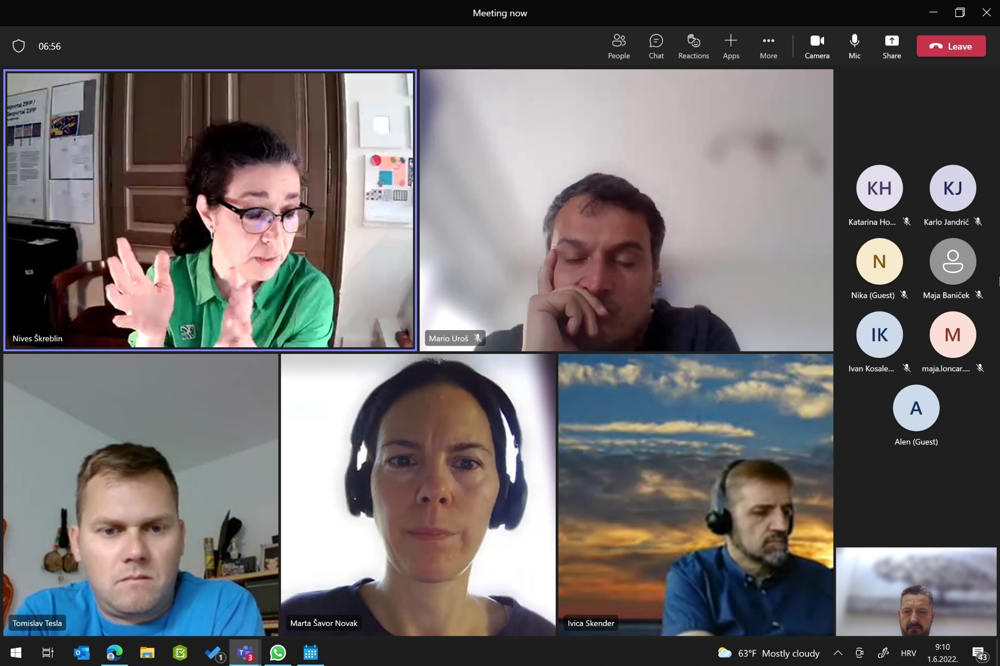 Meeting now
06:56
People
Chat
Reactions
Apps
More
Camera
Mic
Share
Leave
Geoportal ZIPP
Nives Škreblin
Mario Uroš
KH
KJ
Katarina Ho...
Karlo Jandrić
N
Nika (Guest)
Maja Baniček
IK
M
Ivan Kosale...
maja.loncar....
A
Alen (Guest)
Tomislav Tesla
Marta Šavor Novak
Ivica Skender
1
3
63°F Mostly cloudy
HRV
9:10
1.6.2022.
43